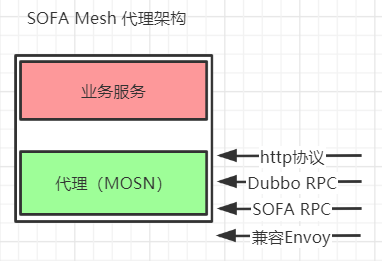 SOFA Mesh 代理架构
业务服务
代理（MOSN）
http协议
Dubbo RPC
SOFA RPC
兼容Envoy